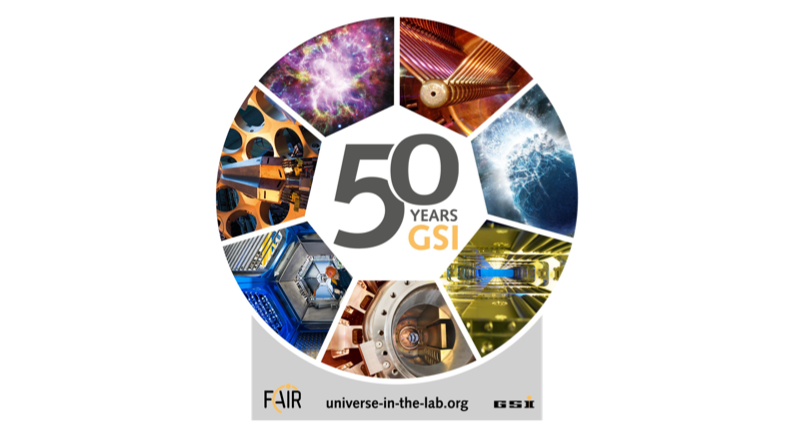 50
YEARS
GSI
FAIR
universe-in-the-lab.org
GSI